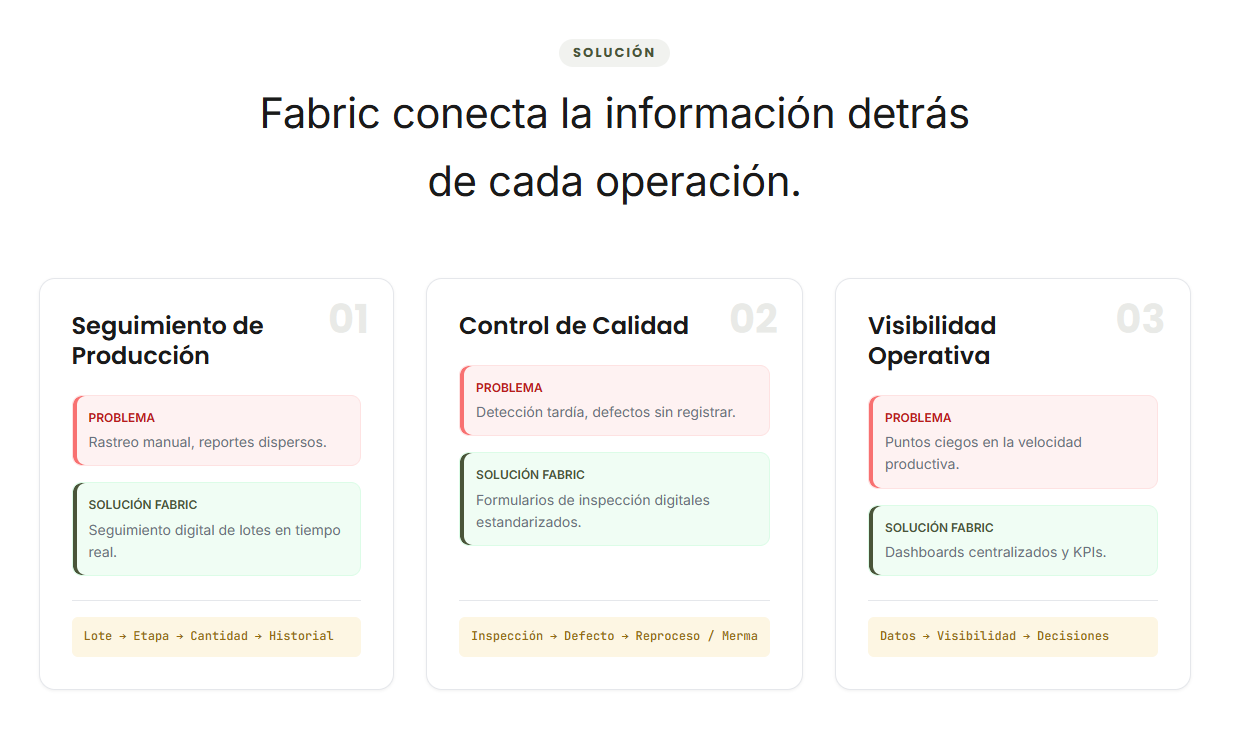 SOLUCIÓN
Fabric conecta la información detrás
de cada operación.
01
Seguimiento de
Producción
PROBLEMA
Rastreo manual, reportes dispersos.
SOLUCIÓN FABRIC
Seguimiento digital de lotes en tiempo
real.
Lote → Etapa → Cantidad → Historial
02
Control de Calidad
PROBLEMA
Detección tardía, defectos sin registrar.
SOLUCIÓN FABRIC
Formularios de inspección digitales
estandarizados.
Inspección → Defecto → Reproceso / Merma
03
Visibilidad
Operativa
PROBLEMA
Puntos ciegos en la velocidad
productiva.
SOLUCIÓN FABRIC
Dashboards centralizados y KPIs.
Datos → Visibilidad → Decisiones